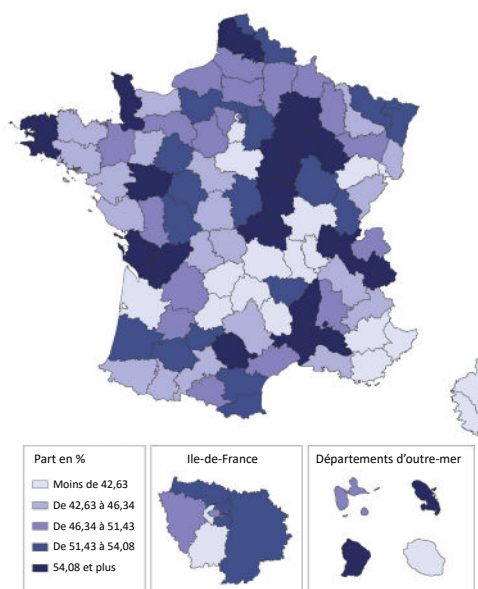 Part en %
Moins de 42,63
De 42,63 à 46,34
De 46,34 à 51,43
De 51,43 à 54,08
54,08 et plus
Ile-de-France
Départements d’outre-mer